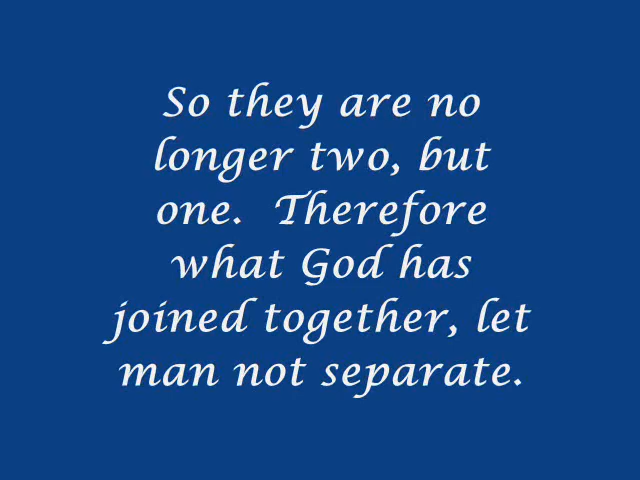 So they are no
longer two, but
one.  Therefore
what God has
joined together, let
man not separate.